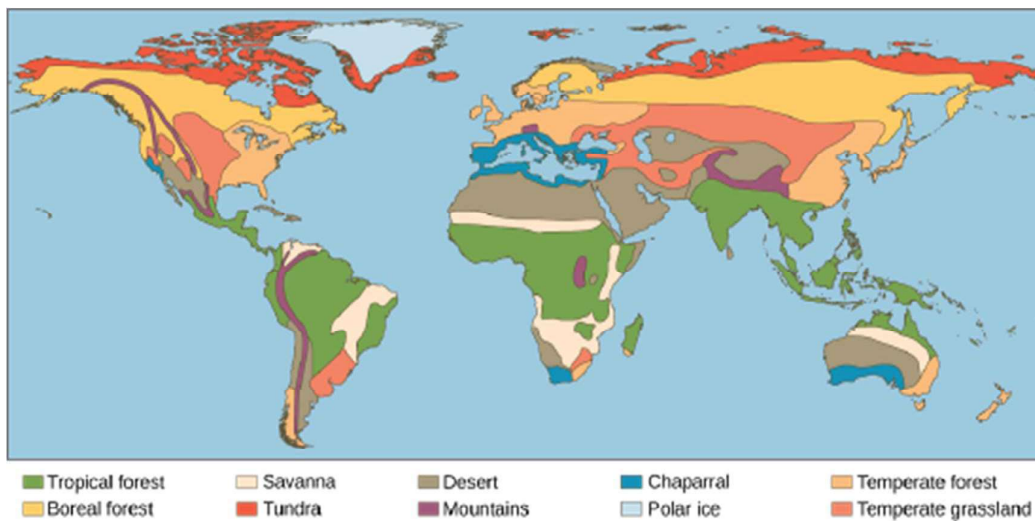 Tropical forest Savanna Desert Chaparral Temperate forest
Boreal forest Tundra Mountains Polar ice Temperate grassland